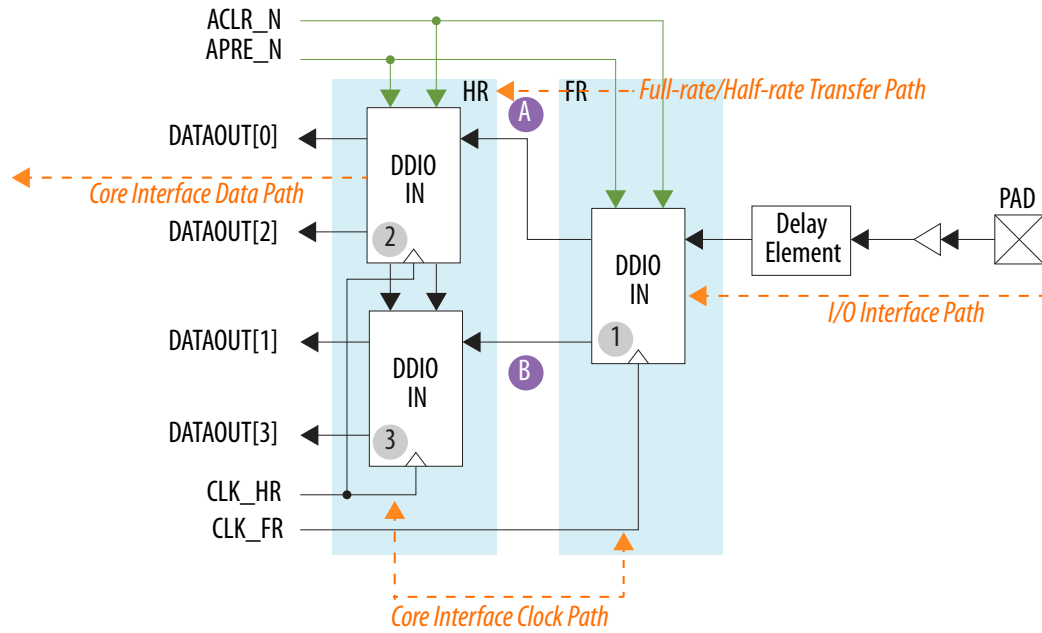 ACLR_N
APRE_N
HR
FR
Full-rate/Half-rate Transfer Path
A
DATAOUT[0]
DDIO
IN
Core Interface Data Path
PAD
Delay
Element
DATAOUT[2]
2
DDIO
IN
I/O Interface Path
DATAOUT[1]
1
DDIO
IN
B
DATAOUT[3]
3
CLK_HR
CLK_FR
Core Interface Clock Path